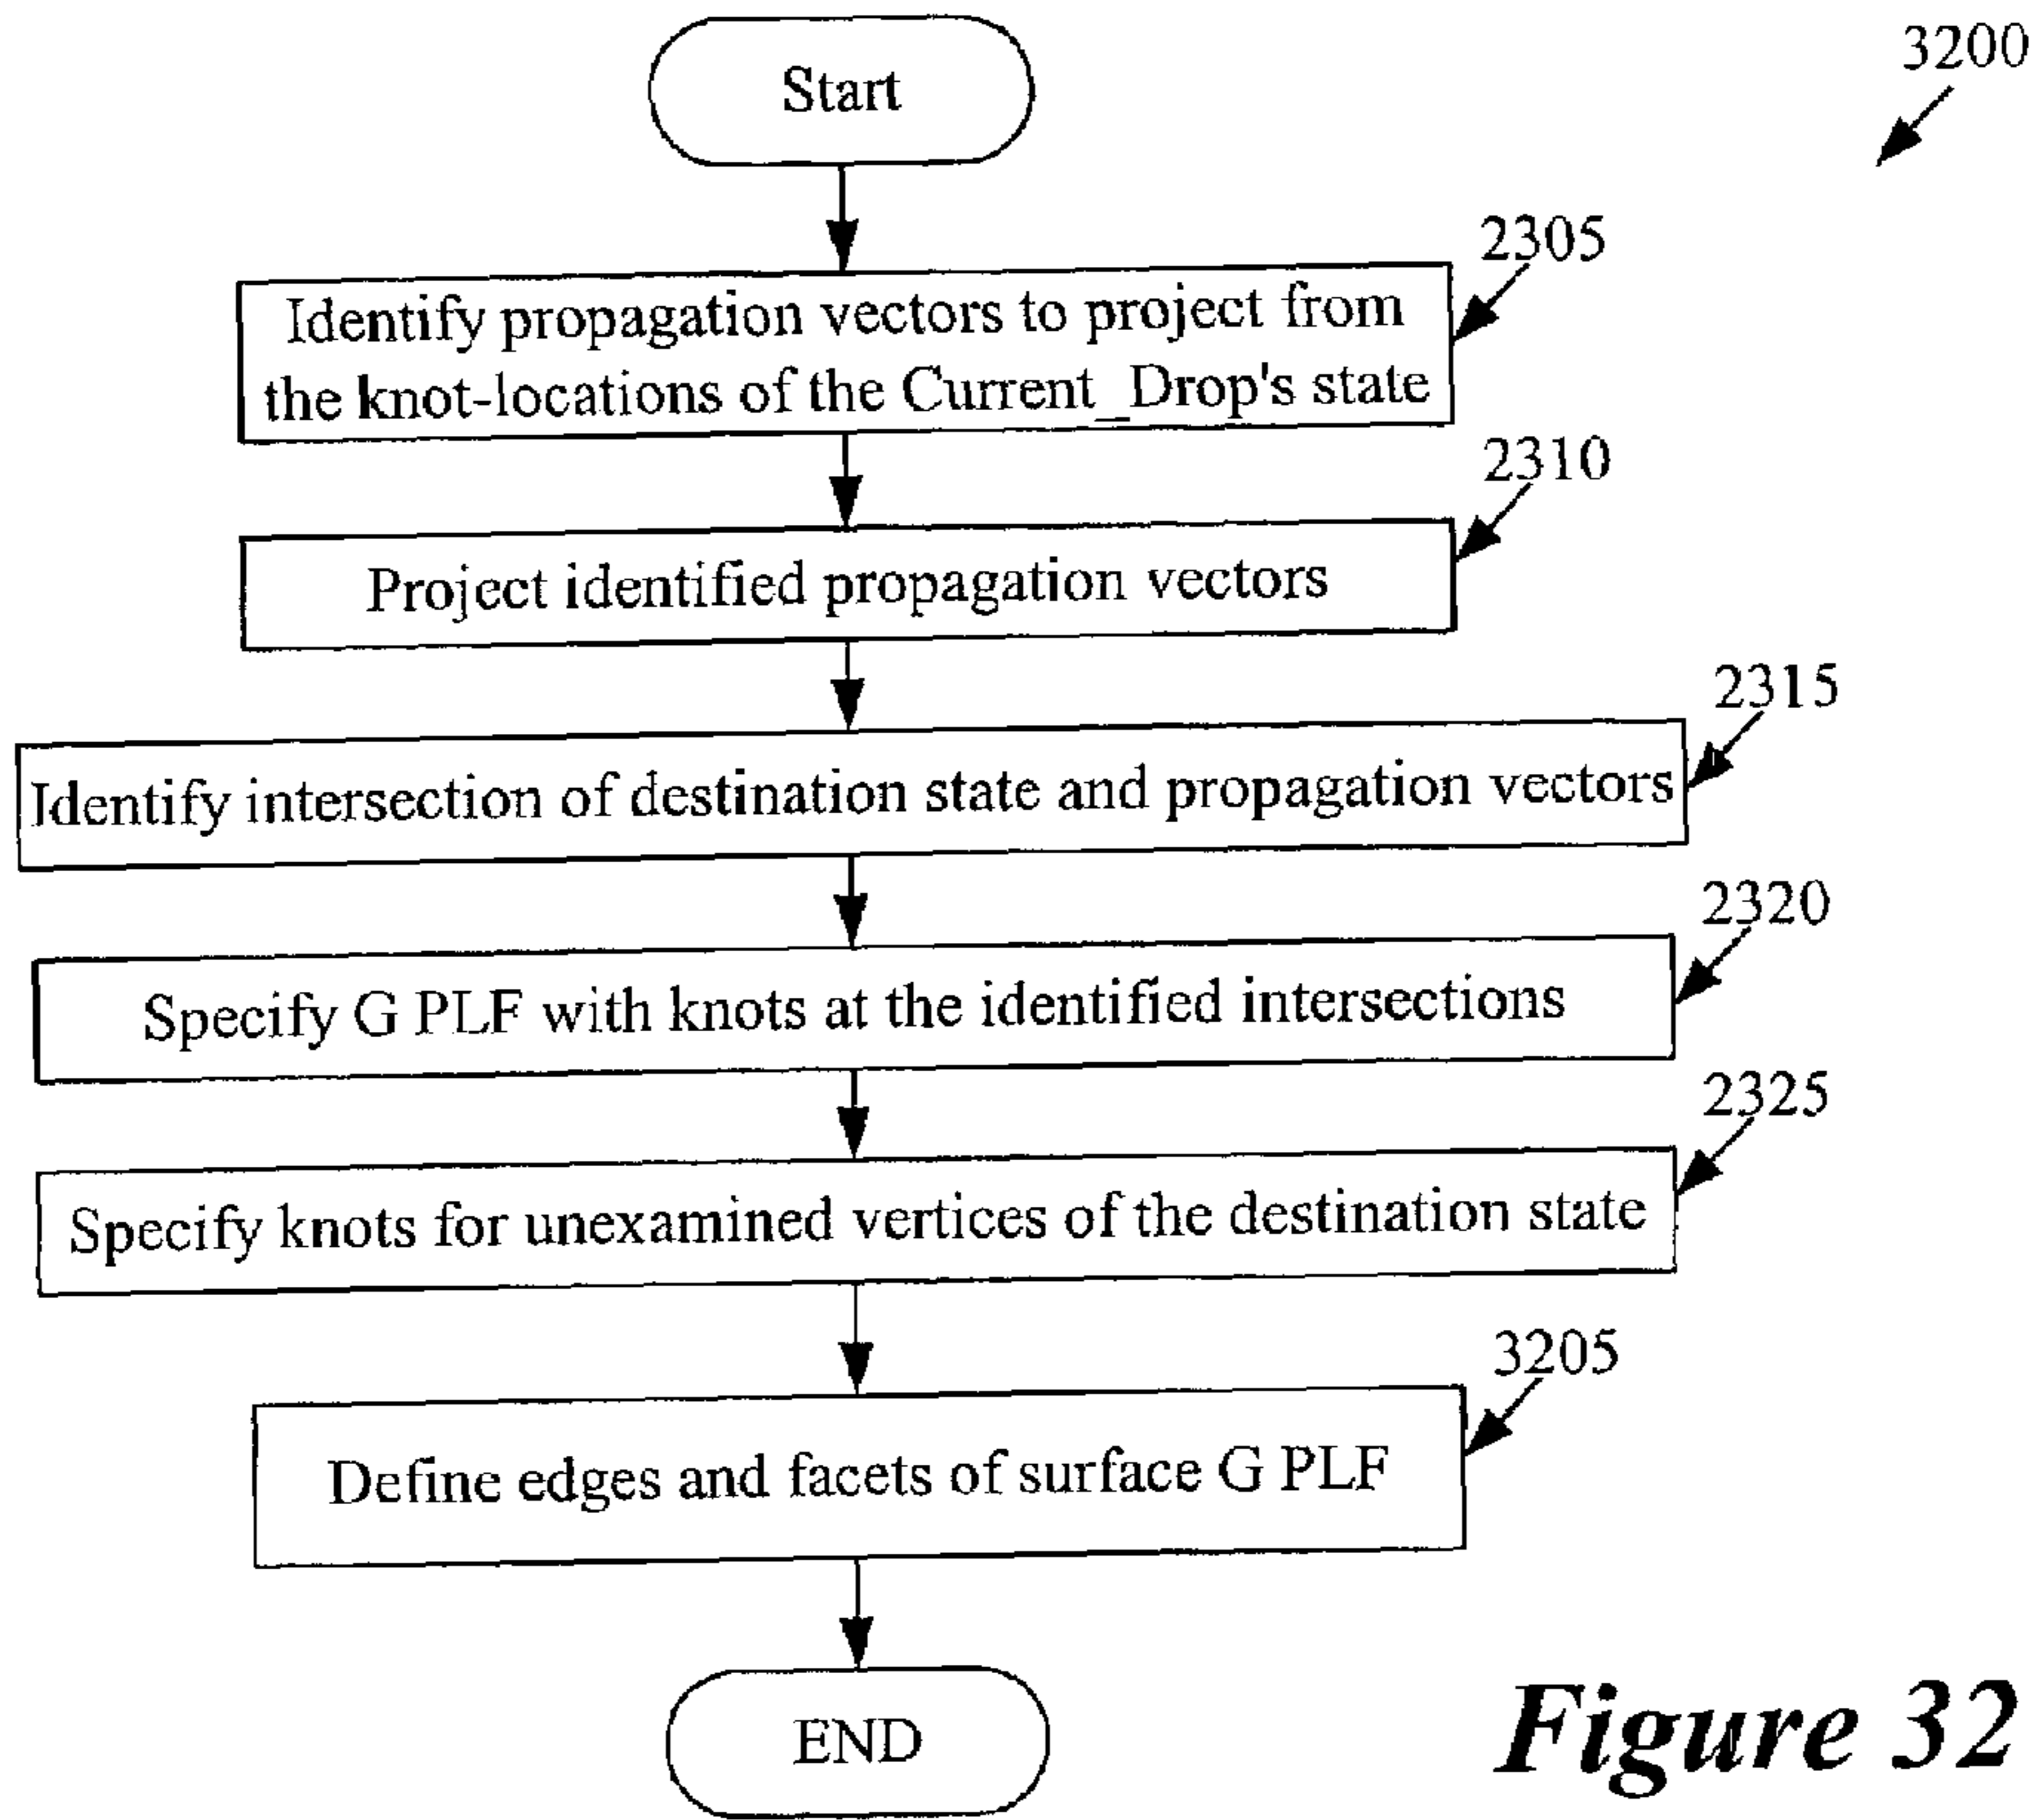 3200
Start
2305
Identify propagation vectors to project from
the knot-locations of the Current_Drop's state
2310
Project identified propagation vectors
2315
Identify intersection of destination state and propagation vectors
2320
Specify G PLF with knots at the identified intersections
2325
Specify knots for unexamined vertices of the destination state
3205
Define edges and facets of surface G PLF
END
Figure 32